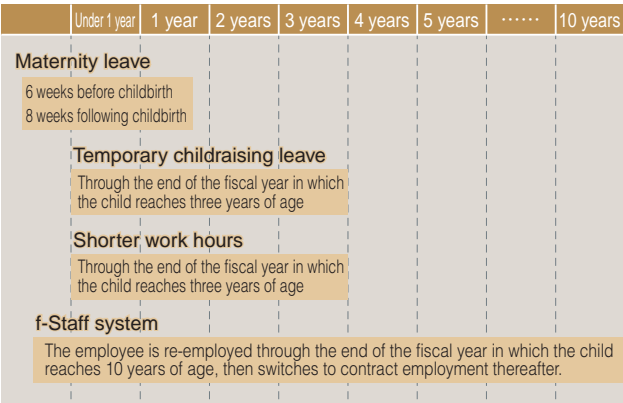 Under 1 year 1 year 2 years 3 years 4 years 5 years ...... 10 years
Maternity leave
6 weeks before childbirth
8 weeks following childbirth
Temporary childraising leave
Through the end of the fiscal year in which
the child reaches three years of age
Shorter work hours
Through the end of the fiscal year in which
the child reaches three years of age
f-Staff system
The employee is re-employed through the end of the fiscal year in which the child
reaches 10 years of age, then switches to contract employment thereafter.